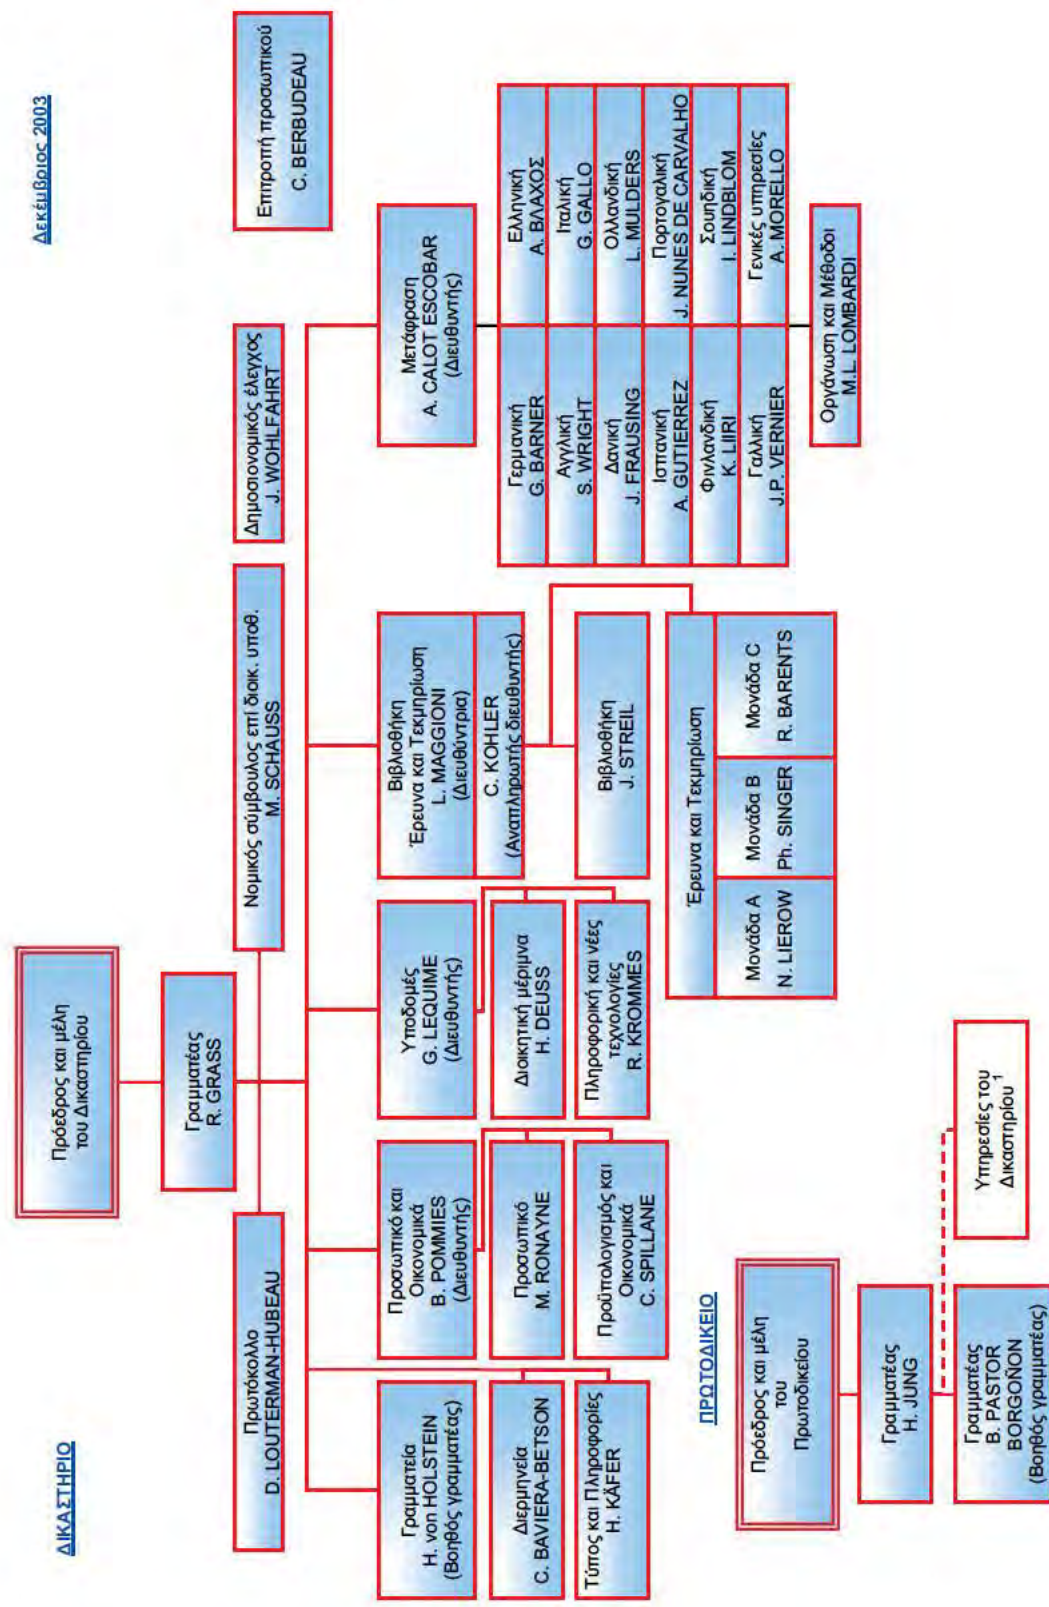 Δεκέμβριος 2003
ΔΙΚΑΣΤΗΡΙΟ
Πρόεδρος και μέλη
του Δικαστηρίου
Γραμματέας
R. GRASS
Πρωτόκολλο
D. LOUTERMAN-HUBEAU
Νομικός σύμβουλος επί διοικ. υποθ.
M. SCHAUSS
Δημοσιονομικός έλεγχος
J. WOHLFAHRT
Επιτροπή προσωπικού
C. BERBUDEAU
Γραμματεία
H. von HOLSTEIN
(Βοηθός γραμματέας)
Διερμηνεία
C. BAVIERA-BETSON
Τύπος και Πληροφορίες
H. KÄFER
Προσωπικό και
Οικονομικά
B. POMMIES
(Διευθυντής)
Προσωπικό
M. RONAYNE
Προϋπολογισμός και
Οικονομικά
C. SPILLANE
Υποδομές
G. LEQUIME
(Διευθυντής)
Διοικητική μέριμνα
H. DEUSS
Πληροφορική και νέες
τεχνολογίες
R. KROMMES
Βιβλιοθήκη
Έρευνα και Τεκμηρίωση
L. MAGGIONI
(Διευθύντρια)
C. KOHLER
(Αναπληρωτής διευθυντής)
Βιβλιοθήκη
J. STREIL
Έρευνα και Τεκμηρίωση
Μονάδα A
N. LIEROW
Μονάδα B
Ph. SINGER
Μονάδα C
R. BARENTS
Μετάφραση
A. CALOT ESCOBAR
(Διευθυντής)
Γερμανική
G. BARNER
Ελληνική
Α. ΒΛΑΧΟΣ
Αγγλική
S. WRIGHT
Ιταλική
G. GALLO
Δανική
J. FRAUSING
Ολλανδική
L. MULDERS
Ισπανική
A. GUTIERREZ
Πορτογαλική
J. NUNES DE CARVALHO
Φινλανδική
K. LIIRI
Σουηδική
I. LINDBLOM
Γαλλική
J.P. VERNIER
Γενικές υπηρεσίες
A. MORELLO
Οργάνωση και Μέθοδοι
M.L. LOMBARDI
ΠΡΩΤΟΔΙΚΕΙΟ
Πρόεδρος και μέλη
του
Πρωτοδικείου
Γραμματέας
H. JUNG
Γραμματέας
B. PASTOR
BORGOÑON
(Βοηθός γραμματέας)
Υπηρεσίες του
Δικαστηρίου 1